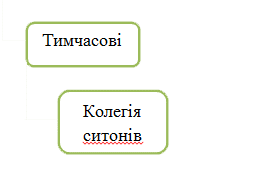 Тимчасові
Колегія
ситонів